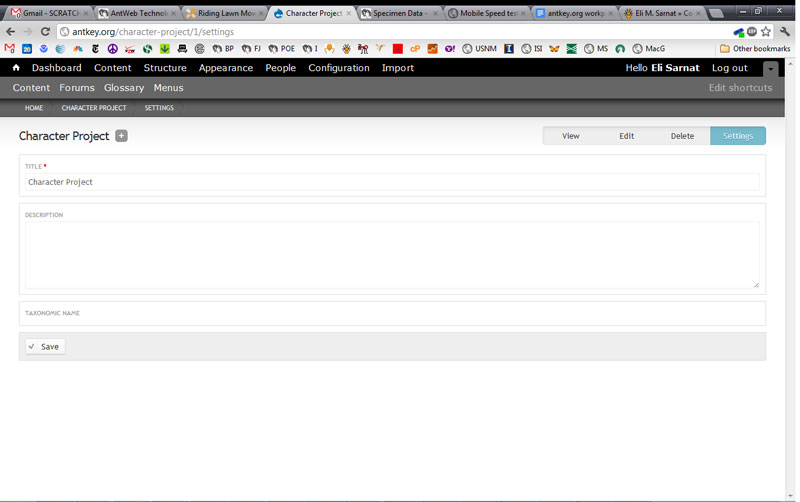 Gmail - SCRATCH
AntWeb Technolo
Riding Lawn Mow
Character Project
Specimen Data -
Mobile Speed tes
antkey.org workp
Eli M. Sarnat » Co
antkey.org/character-project/1/settings
20
BP
FJ
POE
I
USNM
ISI
MS
MacG
Other bookmarks
Dashboard Content Structure Appearance People Configuration Import
Hello Eli Sarnat Log out
Content Forums Glossary Menus
Edit shortcuts
HOME CHARACTER PROJECT SETTINGS
Character Project
View Edit Delete Settings
TITLE *
Character Project
DESCRIPTION
TAXONOMIC NAME
Save